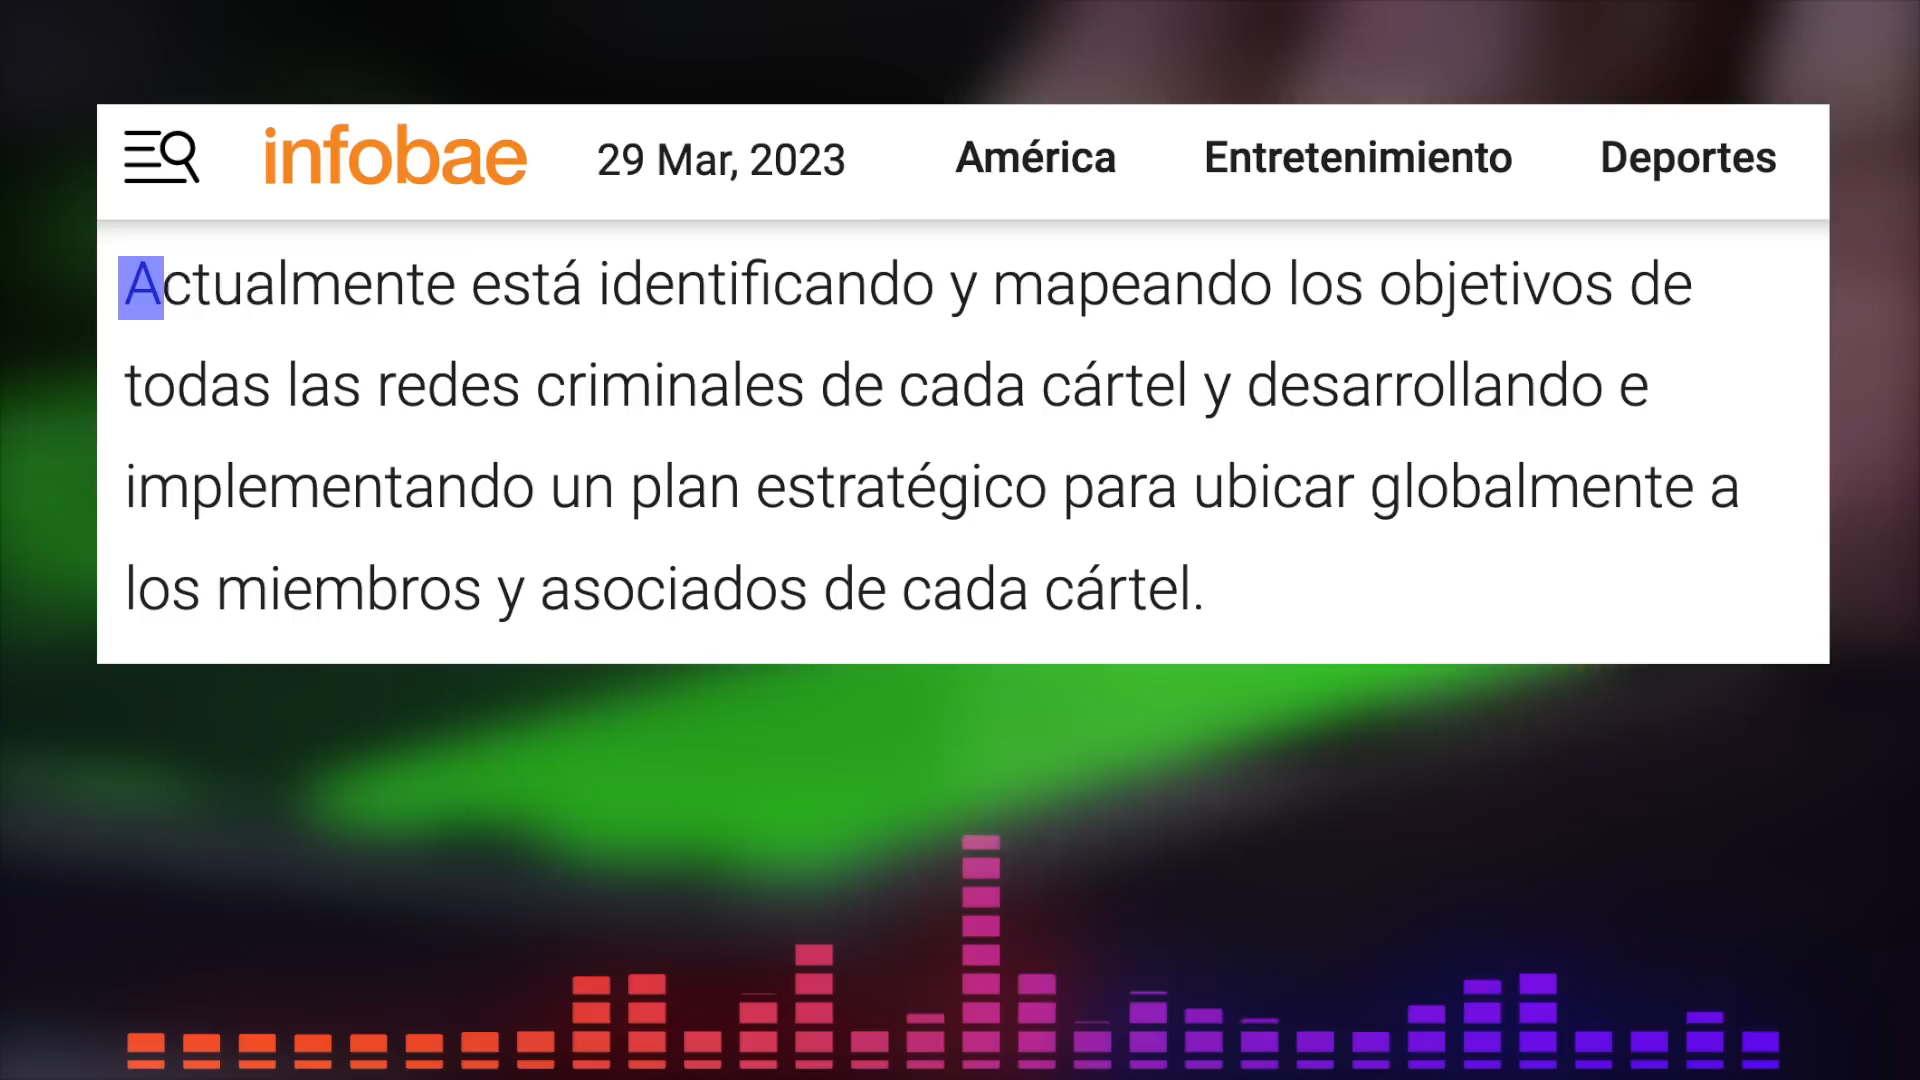 infobae 29 Mar, 2023 América Entretenimiento Deportes
Actualmente está identificando y mapeando los objetivos de
todas las redes criminales de cada cártel y desarrollando e
implementando un plan estratégico para ubicar globalmente a
los miembros y asociados de cada cártel.